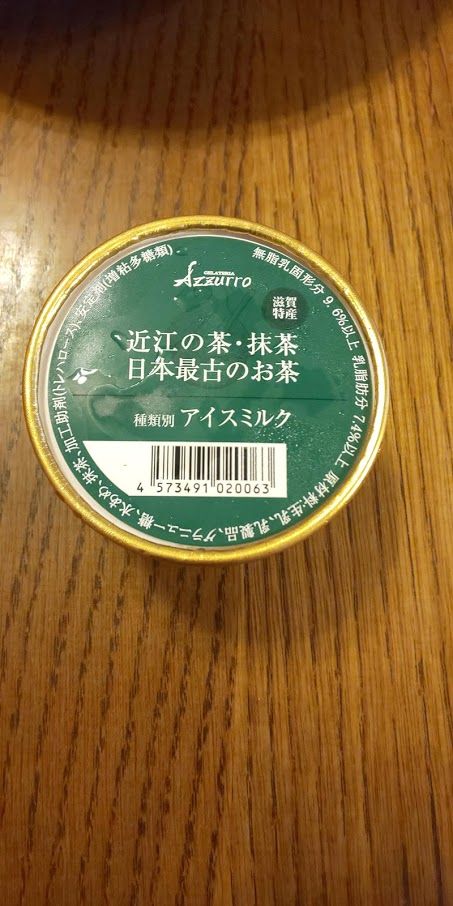 GELATERIA
Azzurro
滋賀
特産
近江の茶・抹茶
日本最古のお茶
種類別 アイスミルク
4 573491 020063
無脂乳固形分 9.6%以上 乳脂肪分 7.4%以上 原材料:生乳、乳製品、グラニュー糖、水あめ、抹茶、加工助剤(トレハロース)、安定剤(増粘多糖類)